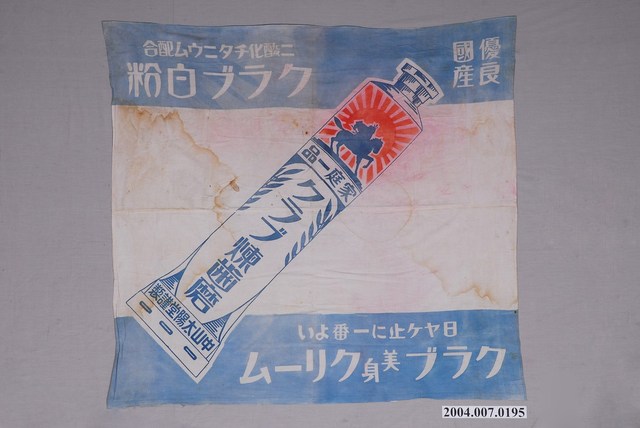 優良
國産
二酸化チタニウム配合
クラブ白粉
家庭一品
クラブ煉歯磨
中山太陽堂謹製
日ヤケ止に一番よい
クラブ美身クリーム
2004.007.0195